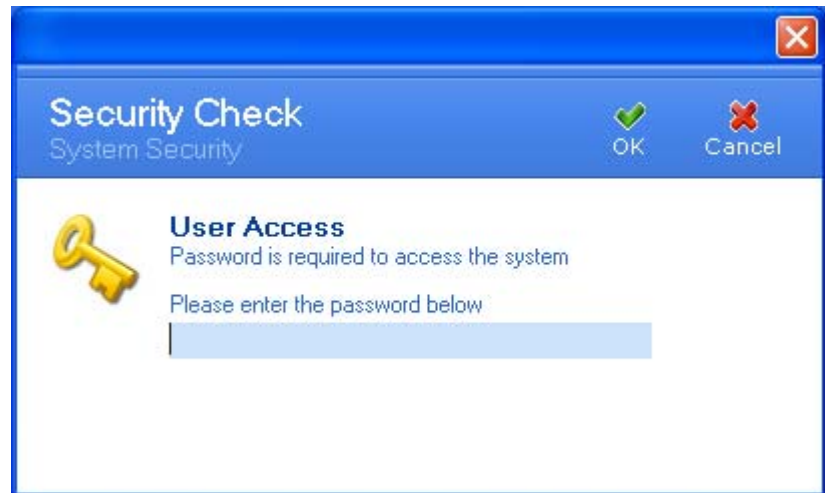 Security Check
System Security
OK
Cancel
User Access
Password is required to access the system
Please enter the password below